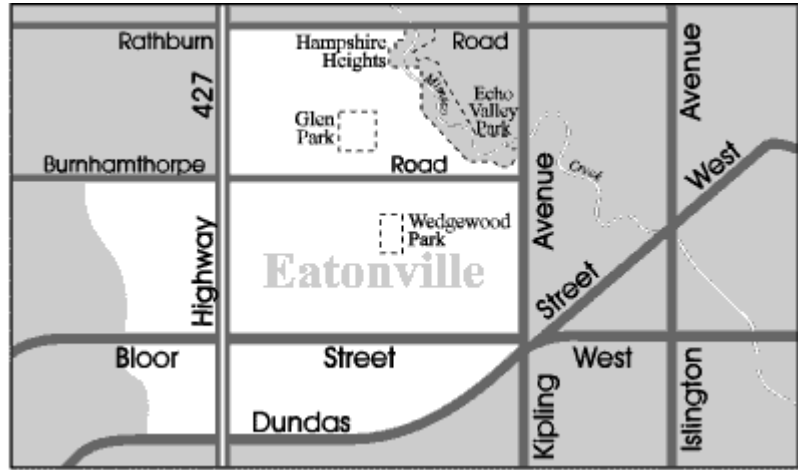 Rathburn
Road
Hampshire
Heights
427
Avenue
Mimico
Echo
Valley
Park
Glen
Park
Burnhamthorpe
Road
West
Creek
Avenue
Wedgewood
Park
Eatonville
Highway
Street
Bloor
Street
West
Dundas
Kipling
Islington